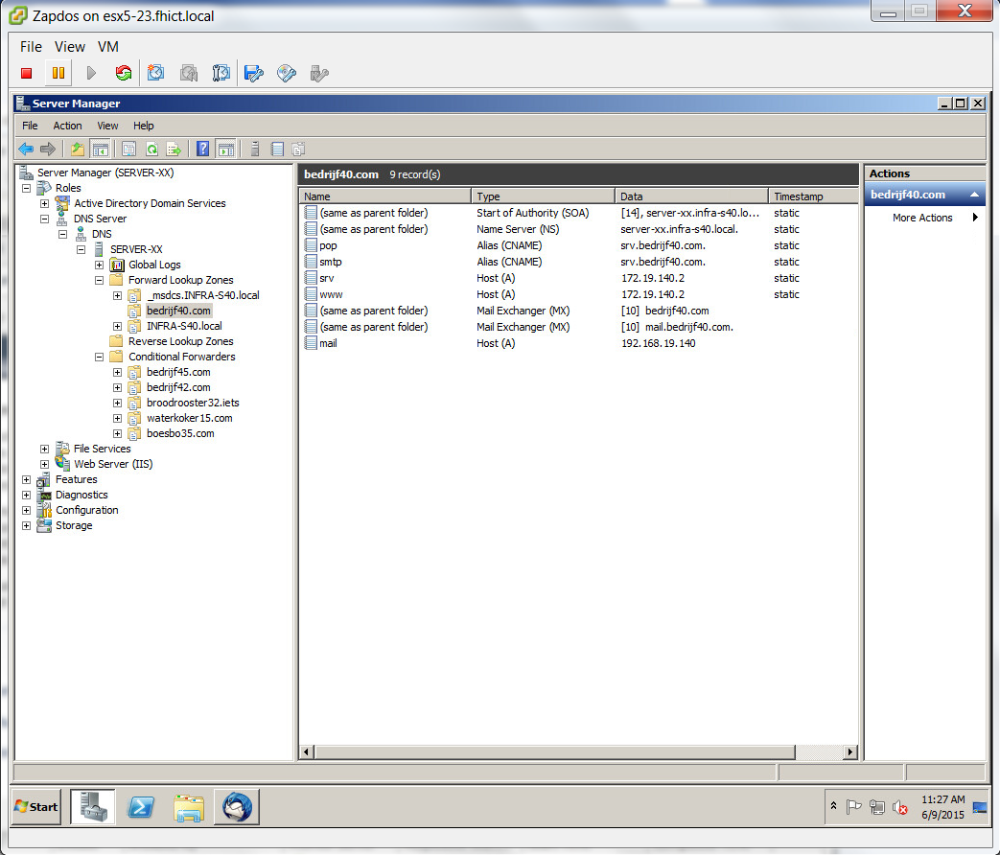 Zapdos on esx5-23.fhict.local
File View VM
Server Manager
File Action View Help
Server Manager (SERVER-XX)
Roles
Active Directory Domain Services
DNS Server
DNS
SERVER-XX
Global Logs
Forward Lookup Zones
_msdcs.INFRA-S40.local
bedrijf40.com
INFRA-S40.local
Reverse Lookup Zones
Conditional Forwarders
bedrijf45.com
bedrijf42.com
broodrooster32.iets
waterkoker15.com
boesbo35.com
File Services
Web Server (IIS)
Features
Diagnostics
Configuration
Storage
bedrijf40.com 9 record(s)
Name Type Data Timestamp
(same as parent folder) Start of Authority (SOA) [14], server-xx.infra-s40.lo... static
(same as parent folder) Name Server (NS) server-xx.infra-s40.local. static
pop Alias (CNAME) srv.bedrijf40.com. static
smtp Alias (CNAME) srv.bedrijf40.com. static
srv Host (A) 172.19.140.2 static
www Host (A) 172.19.140.2 static
(same as parent folder) Mail Exchanger (MX) [10] bedrijf40.com
(same as parent folder) Mail Exchanger (MX) [10] mail.bedrijf40.com.
mail Host (A) 192.168.19.140
Actions
bedrijf40.com
More Actions
Start
11:27 AM
6/9/2015